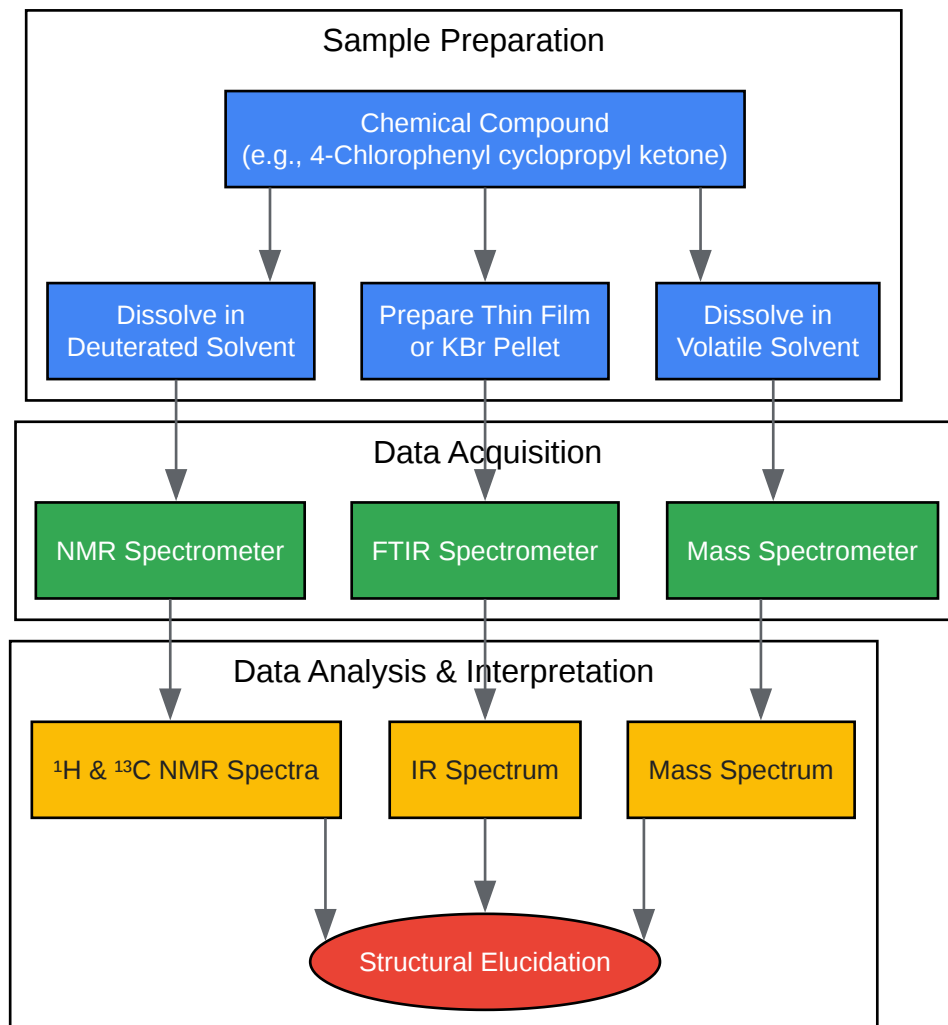 Sample Preparation
Chemical Compound
(e.g., 4-Chlorophenyl cyclopropyl ketone)
Dissolve in
Deuterated Solvent
Prepare Thin Film
or KBr Pellet
Dissolve in
Volatile Solvent
Data Acquisition
NMR Spectrometer
FTIR Spectrometer
Mass Spectrometer
Data Analysis & Interpretation
¹H & ¹³C NMR Spectra
IR Spectrum
Mass Spectrum
Structural Elucidation